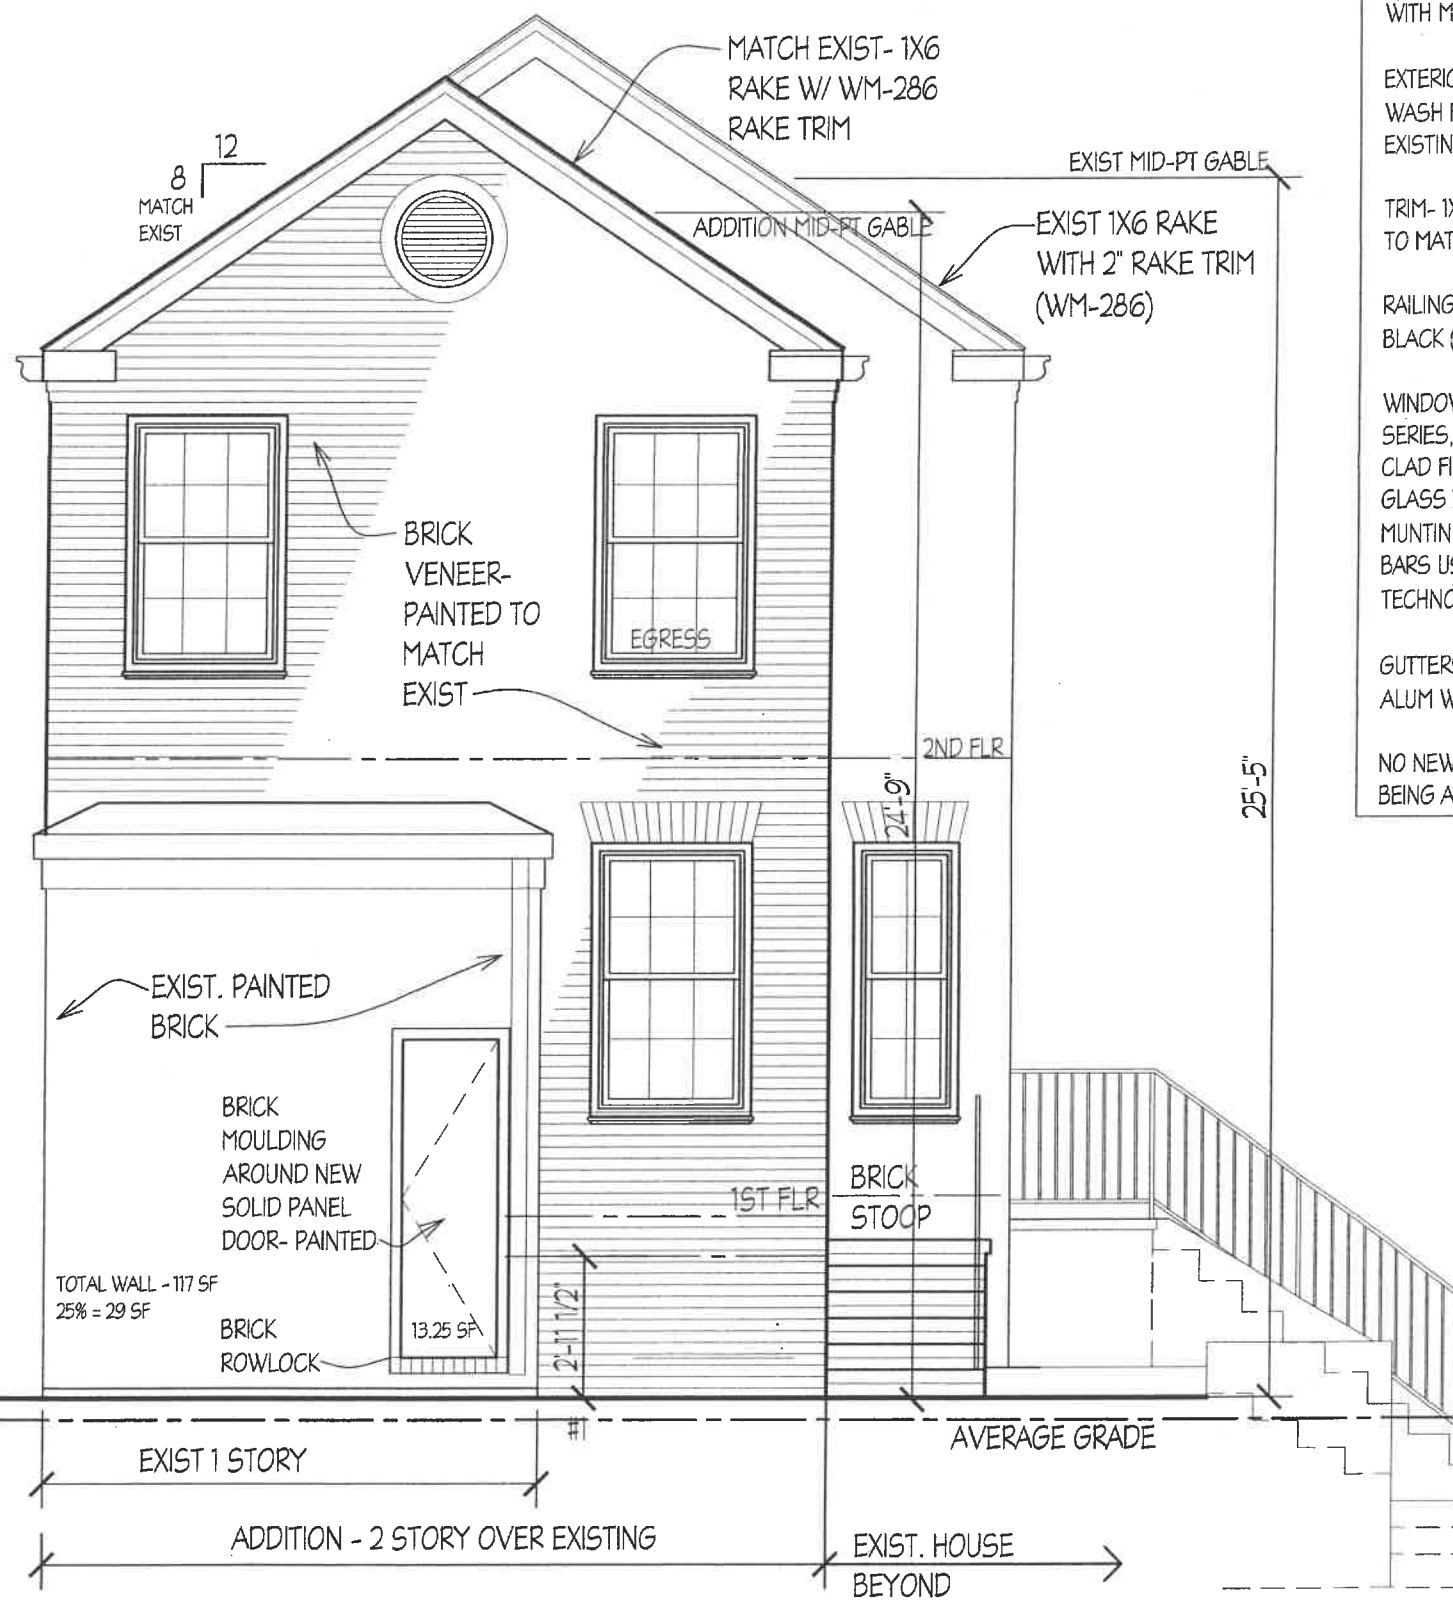 MATCH EXIST- 1X6
RAKE W/ WM-286
RAKE TRIM
12
8
MATCH
EXIST
EXIST MID-PT GABLE
ADDITION MID-PT GABLE
EXIST 1X6 RAKE
WITH 2" RAKE TRIM
(WM-286)
BRICK
VENEER-
PAINTED TO
MATCH
EXIST
EGRESS
2ND FLR
24'-9"
25'-5"
EXIST. PAINTED
BRICK
BRICK
MOULDING
AROUND NEW
SOLID PANEL
DOOR- PAINTED
TOTAL WALL - 117 SF
25% = 29 SF
BRICK
ROWLOCK
13.25 SF
2'-11 1/2"
1ST FLR
BRICK
STOOP
#1
AVERAGE GRADE
EXIST 1 STORY
ADDITION - 2 STORY OVER EXISTING
EXIST. HOUSE
BEYOND
WITH M
EXTERIO
WASH
EXISTIN
TRIM- 1X
TO MAT
RAILING
BLACK (
WINDOW
SERIES,
CLAD FI
GLASS
MUNTIN
BARS US
TECHNO
GUTTERS
ALUM W
NO NEW
BEING A